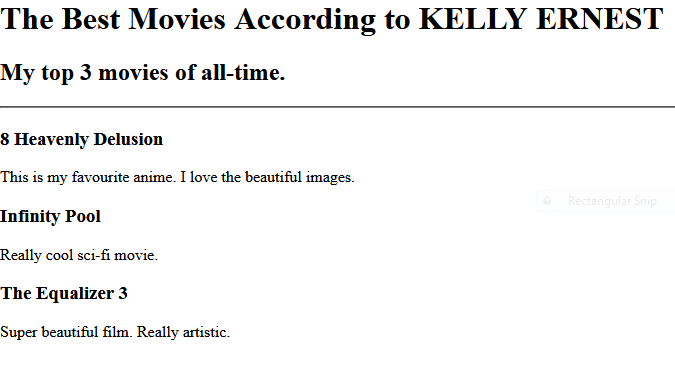 The Best Movies According to KELLY ERNEST
My top 3 movies of all-time.
8 Heavenly Delusion
This is my favourite anime. I love the beautiful images.
Rectangular Snip
Infinity Pool
Really cool sci-fi movie.
The Equalizer 3
Super beautiful film. Really artistic.